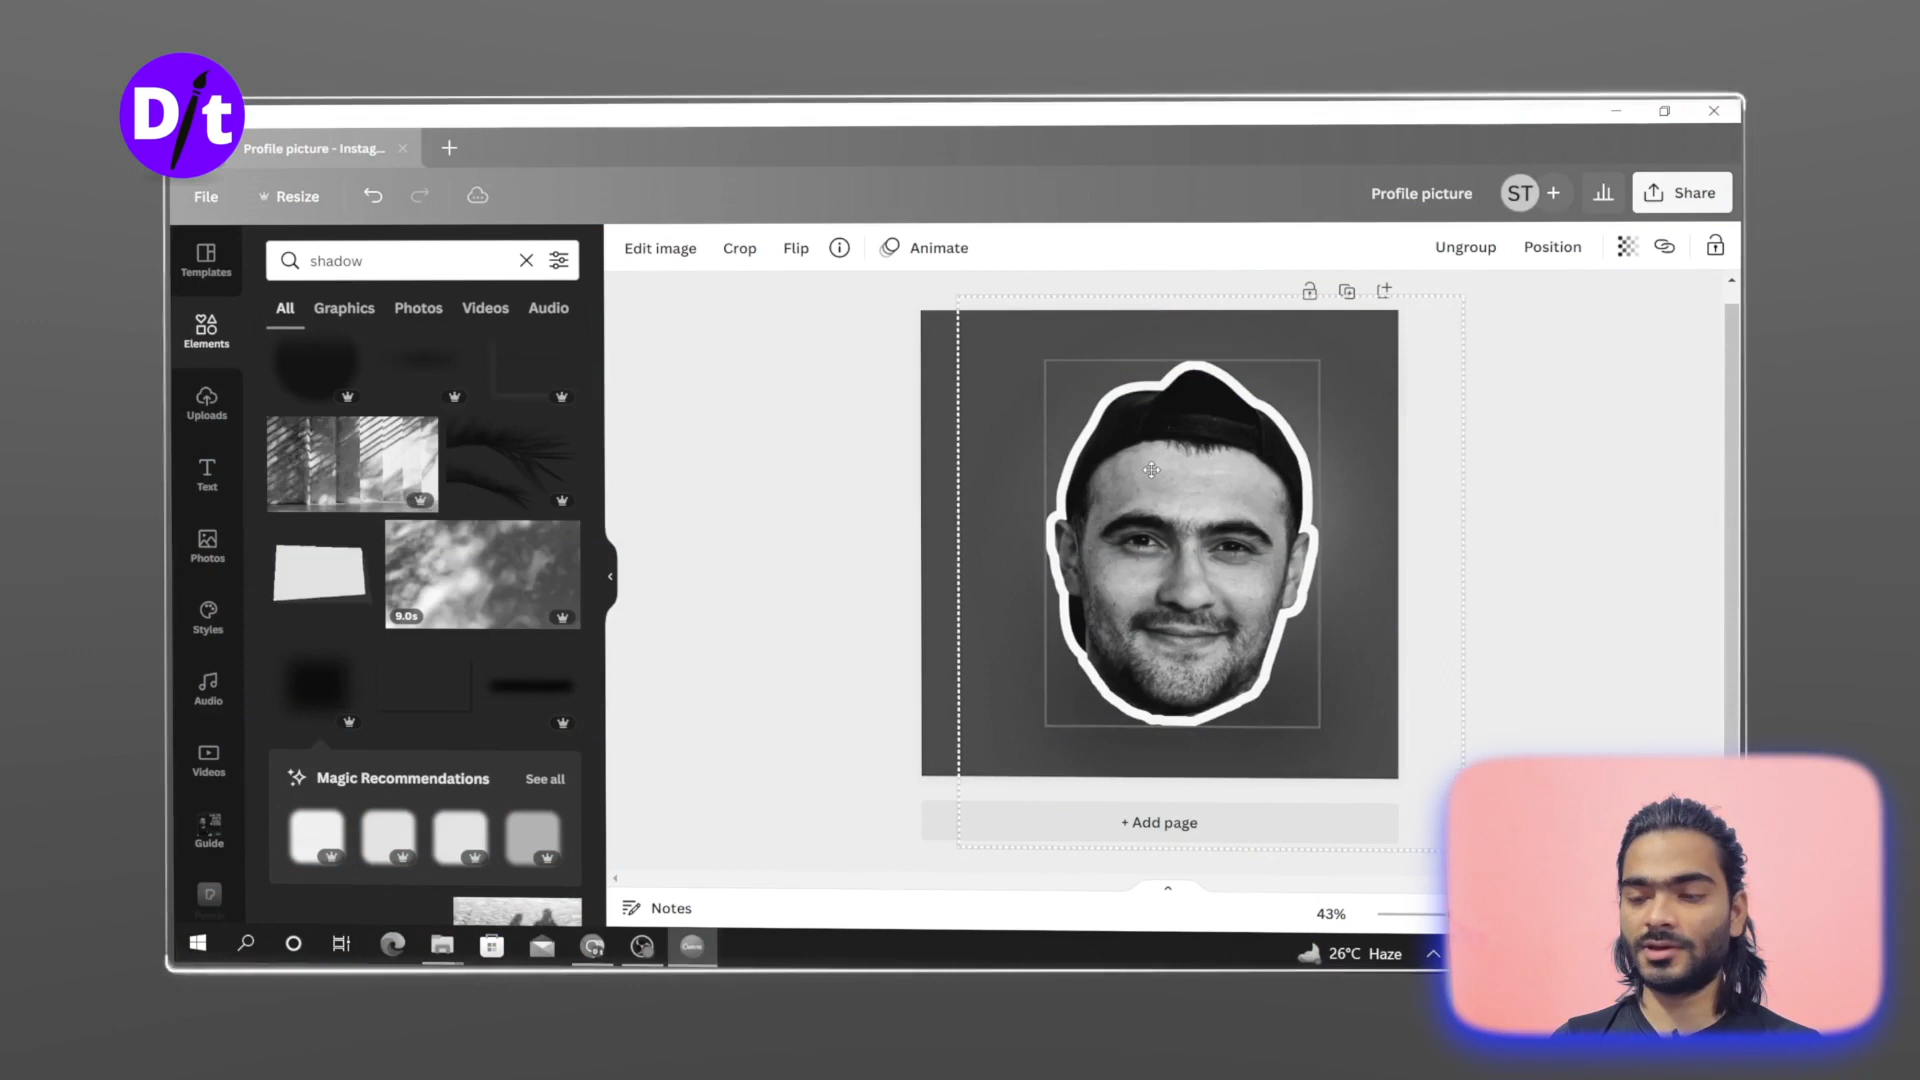 D/t
Profile picture - Instag...
File
Resize
Profile picture
ST
Share
Templates
shadow
Edit image
Crop
Flip
Animate
Ungroup
Position
All
Graphics
Photos
Videos
Audio
Elements
Uploads
Text
Photos
9.0s
Styles
Audio
Magic Recommendations
See all
Videos
+ Add page
Guide
Notes
43%
Canva
26°C Haze